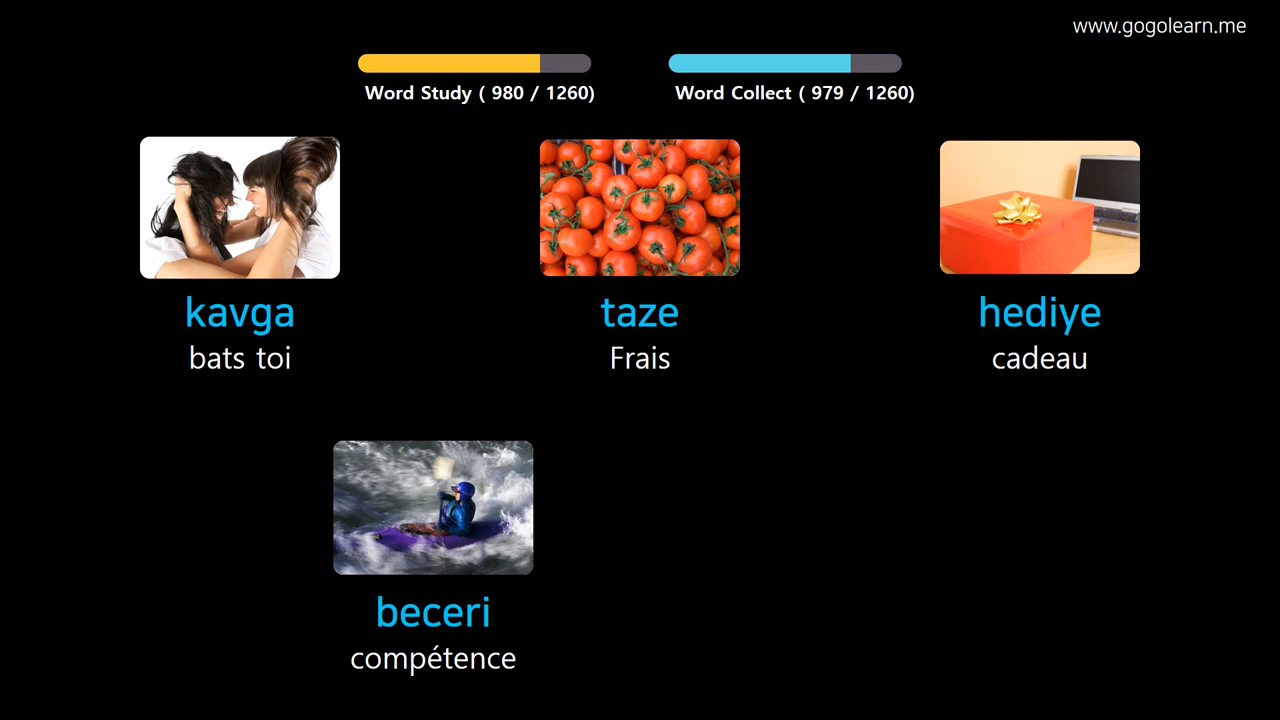 www.gogolearn.me
Word Study ( 980 / 1260)
Word Collect ( 979 / 1260)
kavga
bats toi
taze
Frais
hediye
cadeau
beceri
compétence